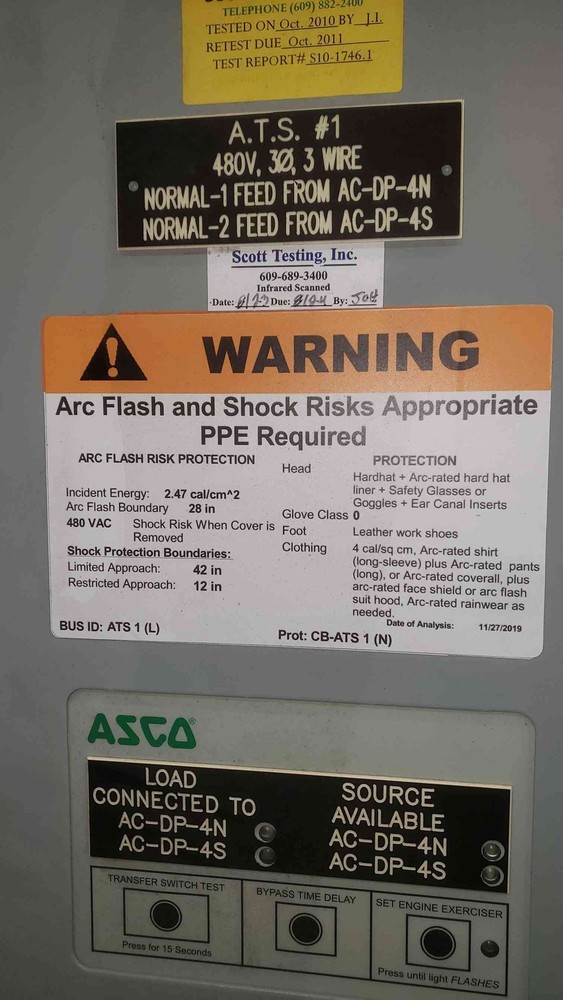 TELEPHONE (609) 882-2400
TESTED ON Oct. 2010 BY J.I.
RETEST DUE Oct. 2011
TEST REPORT# S10-1746.1
A.T.S. #1
480V, 3Ø, 3 WIRE
NORMAL-1 FEED FROM AC-DP-4N
NORMAL-2 FEED FROM AC-DP-4S
Scott Testing, Inc.
609-689-3400
Infrared Scanned
Date: 8/23 Due: 8/24 By:
WARNING
Arc Flash and Shock Risks Appropriate
PPE Required
ARC FLASH RISK PROTECTION
Incident Energy: 2.47 cal/cm^2
Arc Flash Boundary 28 in
480 VAC Shock Risk When Cover is
Removed
Shock Protection Boundaries:
Limited Approach: 42 in
Restricted Approach: 12 in
BUS ID: ATS 1 (L)
PROTECTION
Head Hardhat + Arc-rated hard hat
liner + Safety Glasses or
Goggles + Ear Canal Inserts
Glove Class 0
Foot Leather work shoes
Clothing 4 cal/sq cm, Arc-rated shirt
(long-sleeve) plus Arc-rated pants
(long), or Arc-rated coverall, plus
arc-rated face shield or arc flash
suit hood, Arc-rated rainwear as
needed.
Date of Analysis: 11/27/2019
Prot: CB-ATS 1 (N)
ASCO®
LOAD
CONNECTED TO
AC-DP-4N
AC-DP-4S
SOURCE
AVAILABLE
AC-DP-4N
AC-DP-4S
TRANSFER SWITCH TEST
Press for 15 Seconds
BYPASS TIME DELAY
SET ENGINE EXERCISER
Press until light FLASHES